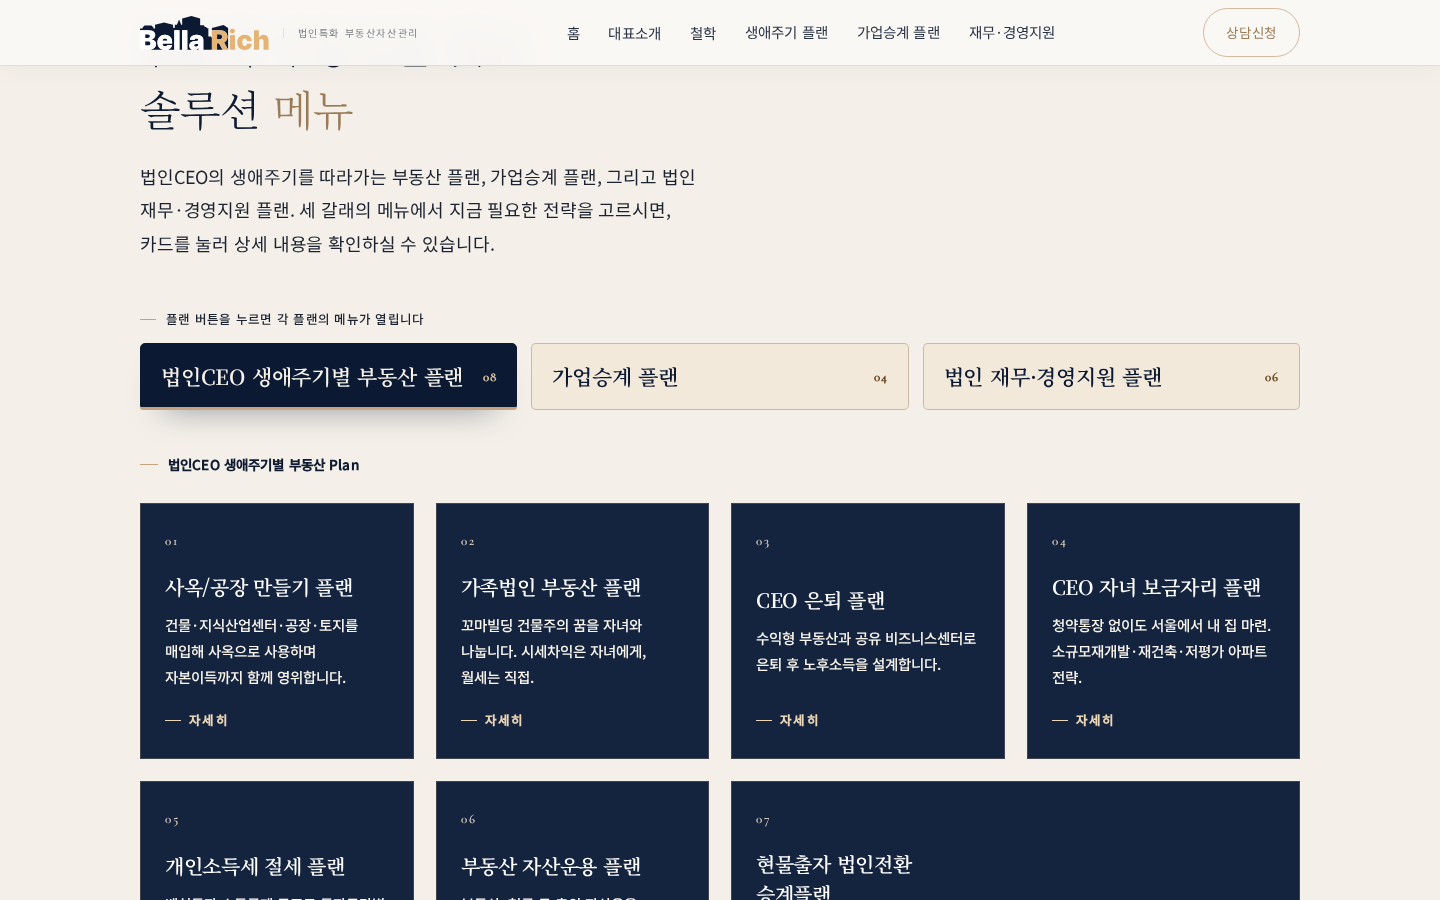 Bella Rich
법인특화 부동산자산관리
홈
대표소개
철학
생애주기 플랜
가업승계 플랜
재무·경영지원
상담신청
솔루션 메뉴
법인CEO의 생애주기를 따라가는 부동산 플랜, 가업승계 플랜, 그리고 법인
재무·경영지원 플랜. 세 갈래의 메뉴에서 지금 필요한 전략을 고르시면,
카드를 눌러 상세 내용을 확인하실 수 있습니다.
플랜 버튼을 누르면 각 플랜의 메뉴가 열립니다
법인CEO 생애주기별 부동산 플랜 08
가업승계 플랜 04
법인 재무·경영지원 플랜 06
법인CEO 생애주기별 부동산 Plan
01
사옥/공장 만들기 플랜
건물·지식산업센터·공장·토지를
매입해 사옥으로 사용하며
자본이득까지 함께 영위합니다.
자세히
02
가족법인 부동산 플랜
꼬마빌딩 건물주의 꿈을 자녀와
나눕니다. 시세차익은 자녀에게,
월세는 직접.
자세히
03
CEO 은퇴 플랜
수익형 부동산과 공유 비즈니스센터로
은퇴 후 노후소득을 설계합니다.
자세히
04
CEO 자녀 보금자리 플랜
청약통장 없이도 서울에서 내 집 마련.
소규모재개발·재건축·저평가 아파트
전략.
자세히
05
개인소득세 절세 플랜
06
부동산 자산운용 플랜
07
현물출자 법인전환
승계플랜